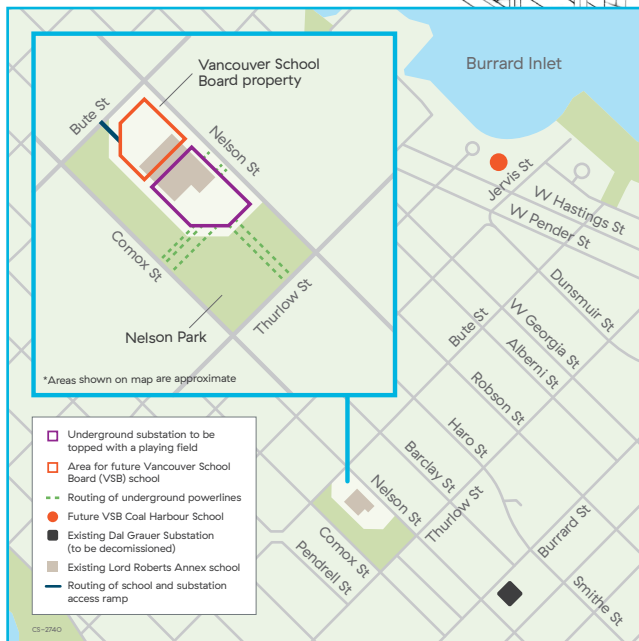 Vancouver School
Board property
Burrard Inlet
Bute St
Nelson St
Comox St
Thurlow St
Nelson Park
*Areas shown on map are approximate
Jervis St
W Hastings St
W Pender St
Dunsmuir St
Bute St
W Georgia St
Alberni St
Robson St
Haro St
Barclay St
Nelson St
Thurlow St
Comox St
Pendrell St
Burrard St
Smithe St
Underground substation to be
topped with a playing field
Area for future Vancouver School
Board (VSB) school
Routing of underground powerlines
Future VSB Coal Harbour School
Existing Dal Grauer Substation
(to be decomissioned)
Existing Lord Roberts Annex school
Routing of school and substation
access ramp
CS-2740